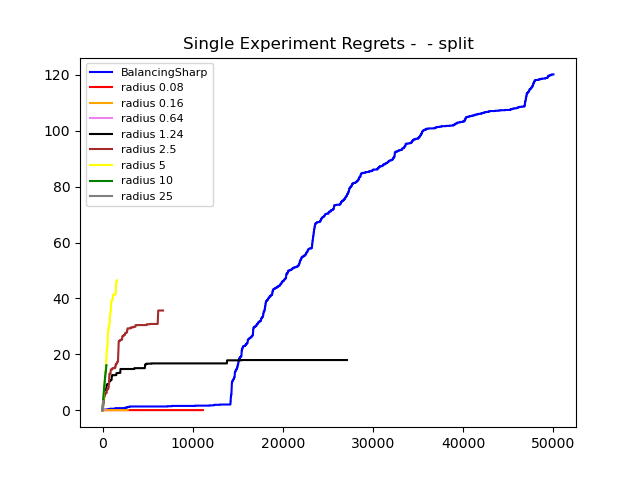 Single Experiment Regrets -  - split
BalancingSharp
radius 0.08
radius 0.16
radius 0.64
radius 1.24
radius 2.5
radius 5
radius 10
radius 25
120
100
80
60
40
20
0
0 10000 20000 30000 40000 50000